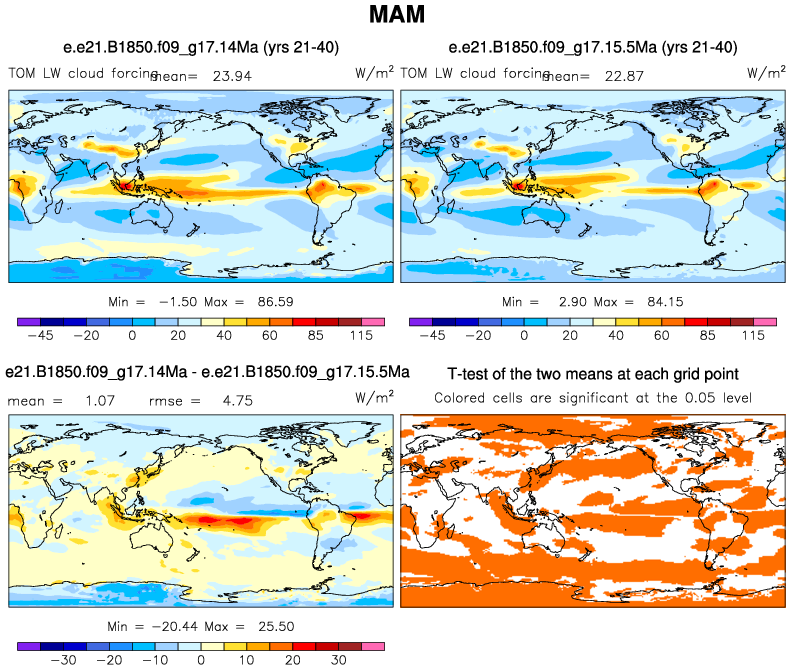 MAM
e.e21.B1850.f09_g17.14Ma (yrs 21-40)
TOM LW cloud forcing mean= 23.94 W/m²
Min = -1.50 Max = 86.59
-45 -20 0 20 40 60 85 115
e.e21.B1850.f09_g17.15.5Ma (yrs 21-40)
TOM LW cloud forcing mean= 22.87 W/m²
Min = 2.90 Max = 84.15
-45 -20 0 20 40 60 85 115
e21.B1850.f09_g17.14Ma - e.e21.B1850.f09_g17.15.5Ma
mean = 1.07 rmse = 4.75 W/m²
Min = -20.44 Max = 25.50
-30 -20 -10 0 10 20 30
T-test of the two means at each grid point
Colored cells are significant at the 0.05 level